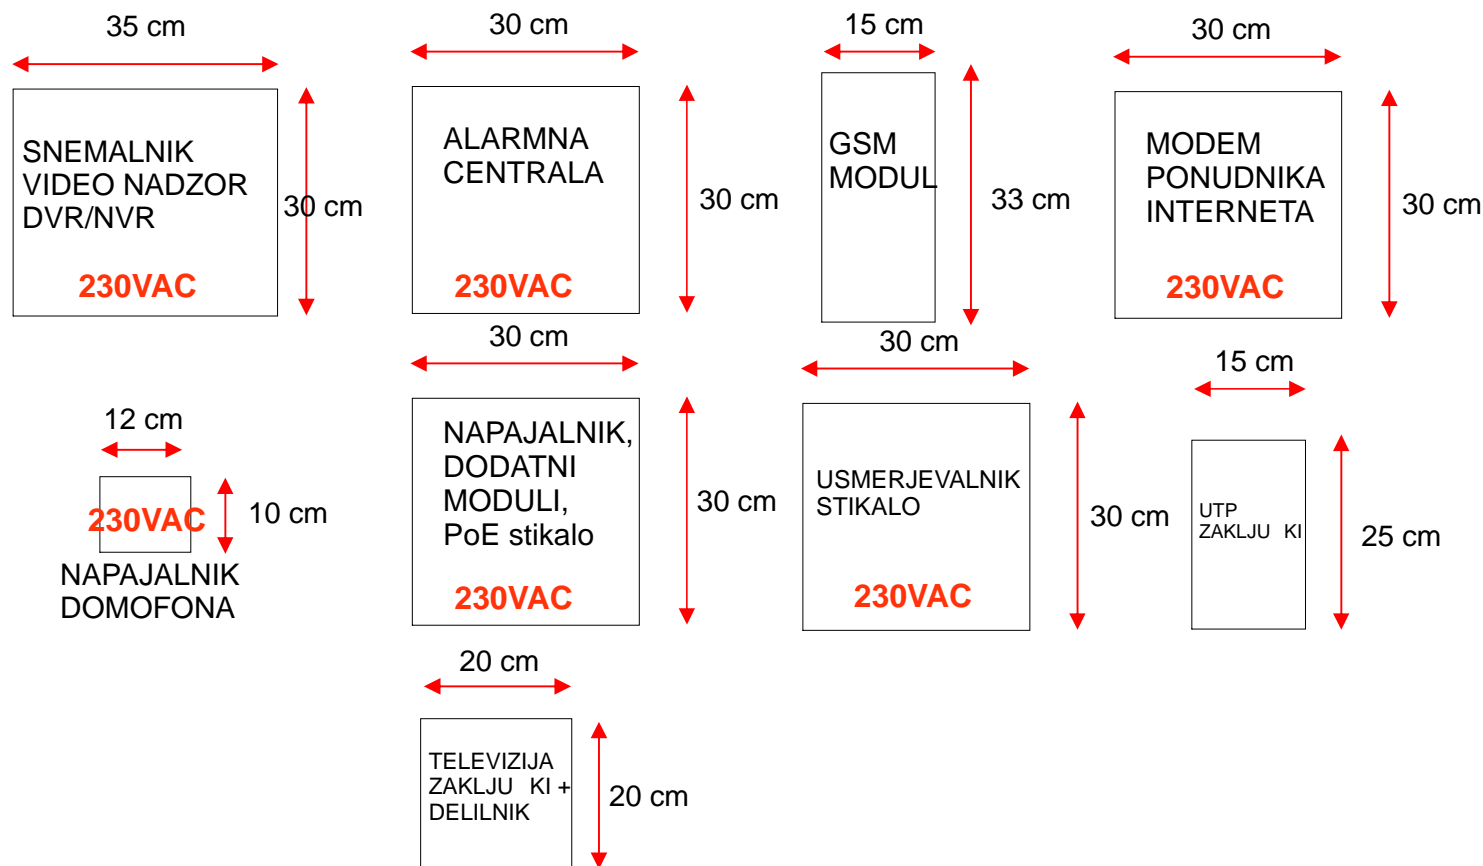 35 cm
30 cm
15 cm
30 cm
SNEMALNIK
VIDEO NADZOR
DVR/NVR
230VAC
30 cm
ALARMNA
CENTRALA
230VAC
30 cm
GSM
MODUL
33 cm
MODEM
PONUDNIKA
INTERNETA
230VAC
30 cm
12 cm
230VAC
10 cm
NAPAJALNIK
DOMOFONA
30 cm
NAPAJALNIK,
DODATNI
MODULI,
PoE stikalo
230VAC
30 cm
30 cm
USMERJEVALNIK
STIKALO
230VAC
30 cm
15 cm
UTP
ZAKLJU KI
25 cm
20 cm
TELEVIZIJA
ZAKLJU KI +
DELILNIK
20 cm